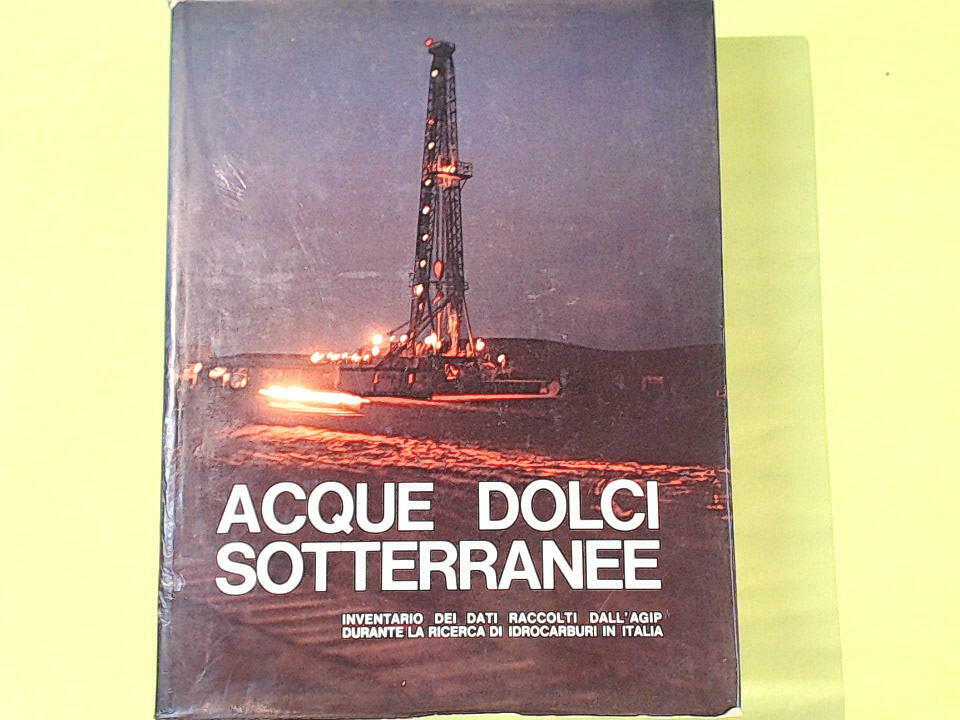 ACQUE DOLCI
SOTTERRANEE
INVENTARIO DEI DATI RACCOLTI DALL'AGIP
DURANTE LA RICERCA DI IDROCARBURI IN ITALIA